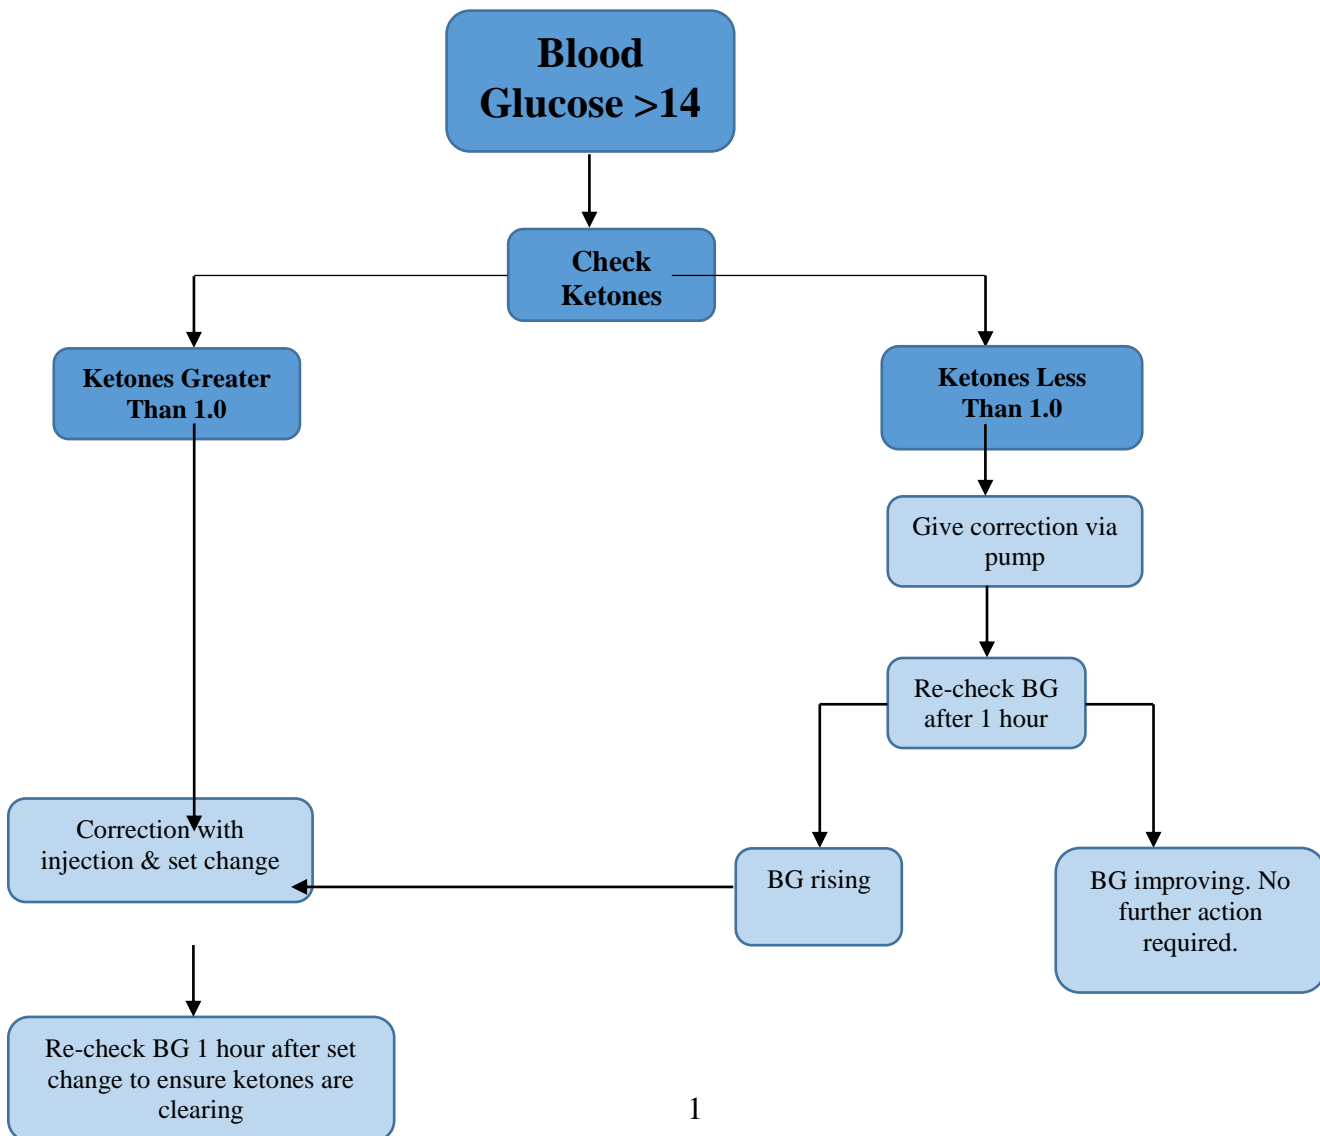 Blood
Glucose >14
Check
Ketones
Ketones Greater
Than 1.0
Ketones Less
Than 1.0
Give correction via
pump
Re-check BG
after 1 hour
Correction with
injection & set change
BG rising
BG improving. No
further action
required.
Re-check BG 1 hour after set
change to ensure ketones are
clearing
1